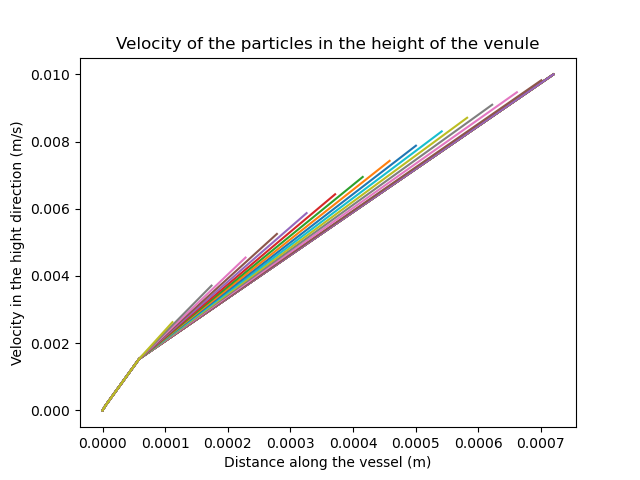 Velocity of the particles in the height of the venule
Velocity in the hight direction (m/s)
0.010
0.008
0.006
0.004
0.002
0.000
0.0000 0.0001 0.0002 0.0003 0.0004 0.0005 0.0006 0.0007
Distance along the vessel (m)